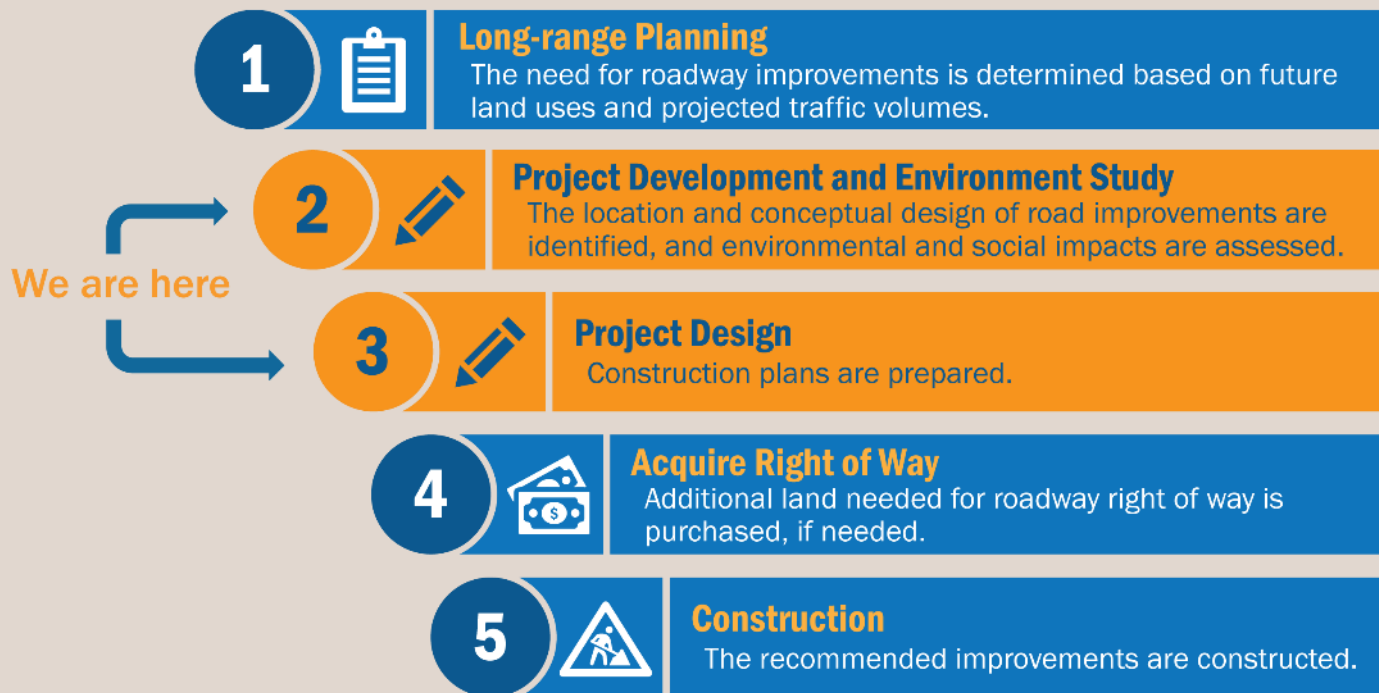 1
Long-range Planning
The need for roadway improvements is determined based on future
land uses and projected traffic volumes.
2
Project Development and Environment Study
The location and conceptual design of road improvements are
identified, and environmental and social impacts are assessed.
We are here
3
Project Design
Construction plans are prepared.
4
$
Acquire Right of Way
Additional land needed for roadway right of way is
purchased, if needed.
5
Construction
The recommended improvements are constructed.